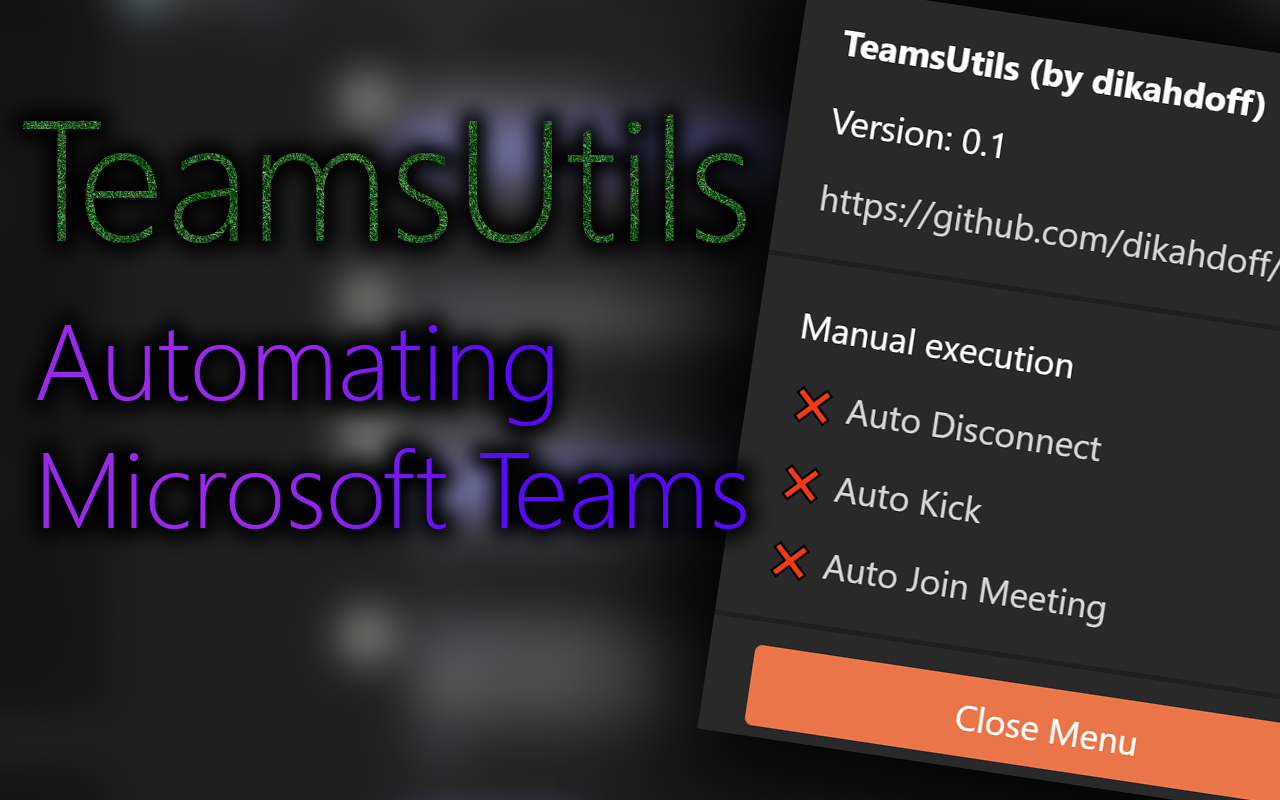 TeamsUtils
Automating
Microsoft Teams
TeamsUtils (by dikahdoff)
Version: 0.1
https://github.com/dikahdoff/
Manual execution
❌ Auto Disconnect
❌ Auto Kick
❌ Auto Join Meeting
Close Menu